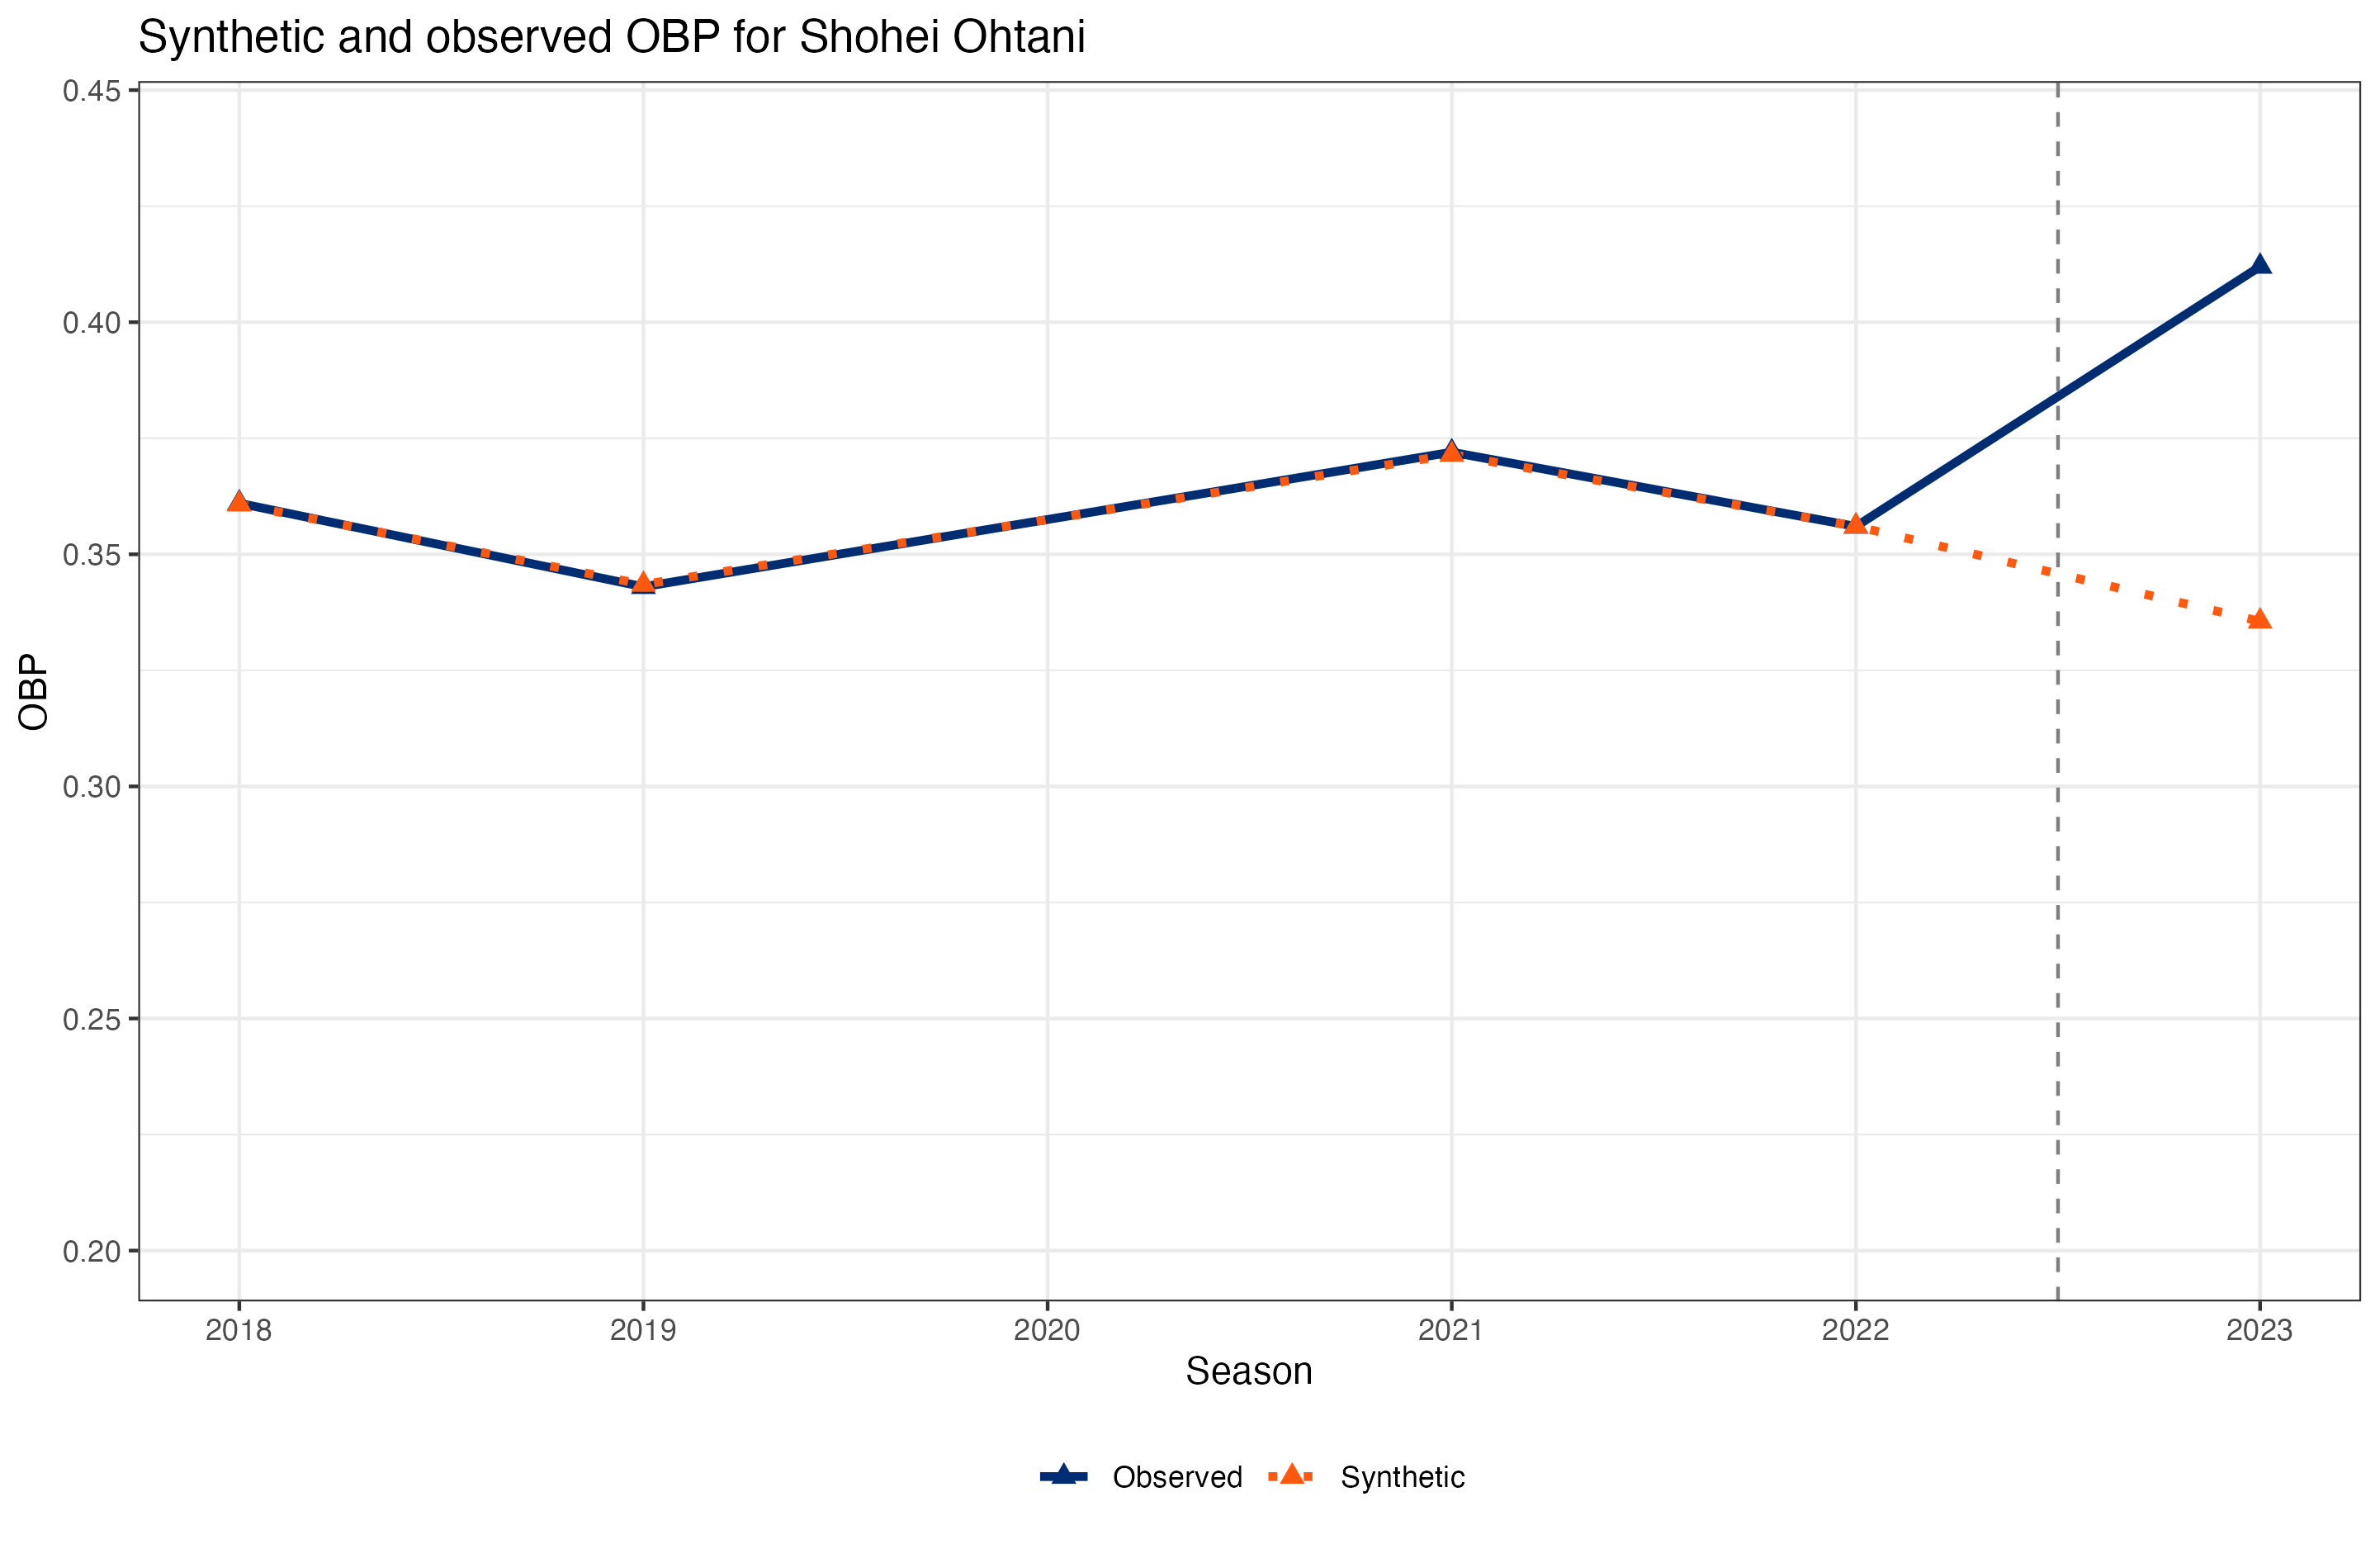 Synthetic and observed OBP for Shohei Ohtani
0.45
0.40
0.35
0.30
0.25
0.20
OBP
2018 2019 2020 2021 2022 2023
Season
Observed Synthetic